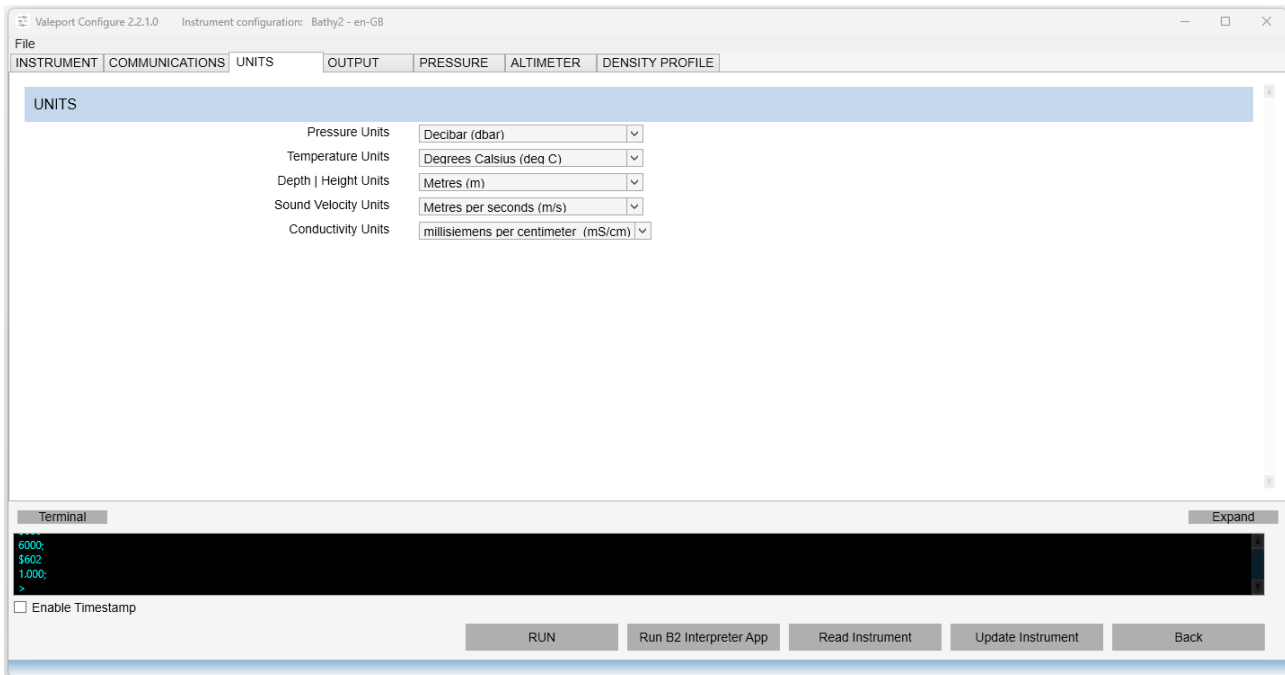 Valeport Configure 2.2.1.0 Instrument configuration: Bathy2 - en-GB
File
INSTRUMENT COMMUNICATIONS UNITS OUTPUT PRESSURE ALTIMETER DENSITY PROFILE
UNITS
Pressure Units Decibar (dbar)
Temperature Units Degrees Calsius (deg C)
Depth | Height Units Metres (m)
Sound Velocity Units Metres per seconds (m/s)
Conductivity Units millisiemens per centimeter (mS/cm)
Terminal Expand
6000;
$602
1.000;
>
Enable Timestamp
RUN Run B2 Interpreter App Read Instrument Update Instrument Back